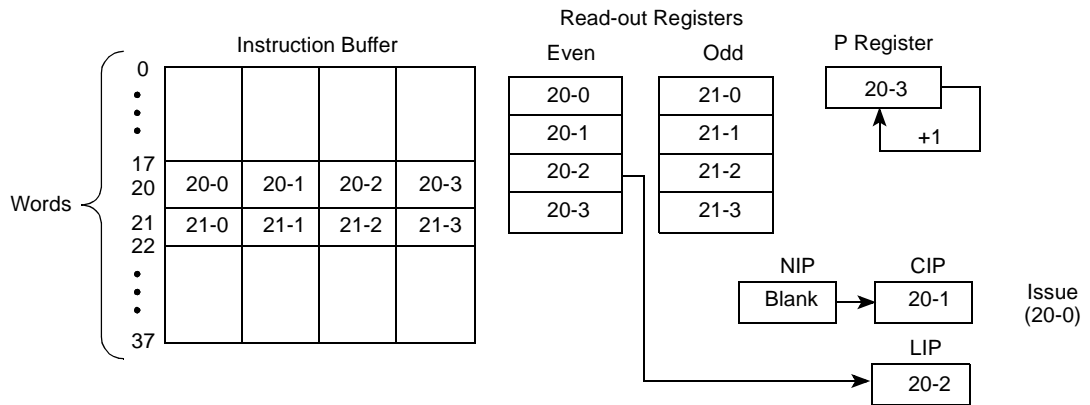 Read-out Registers
Instruction Buffer
Even
Odd
P Register
0
20-0
21-0
20-3
20-1
21-1
+1
17
20
20-0
20-1
20-2
20-3
20-2
21-2
Words
21
21-0
21-1
21-2
21-3
20-3
21-3
22
NIP
CIP
Blank
20-1
Issue
(20-0)
37
LIP
20-2